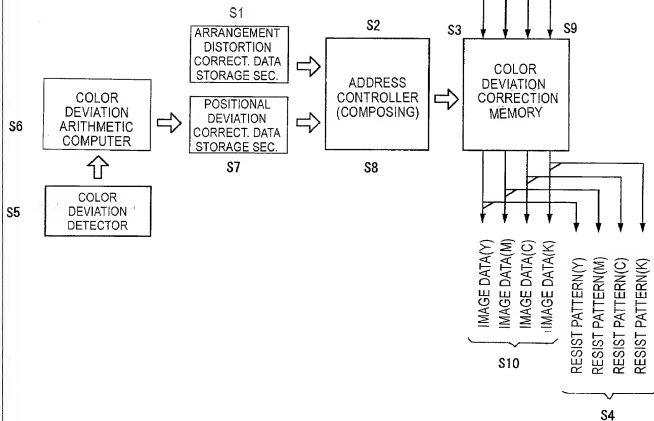 S1
ARRANGEMENT
DISTORTION
CORRECT. DATA
STORAGE SEC.
S2
ADDRESS
CONTROLLER
(COMPOSING)
S8
S3
S9
COLOR
DEVIATION
CORRECTION
MEMORY
S6
COLOR
DEVIATION
ARITHMETIC
COMPUTER
POSITIONAL
DEVIATION
CORRECT. DATA
STORAGE SEC.
S7
S5
COLOR
DEVIATION
DETECTOR
IMAGE DATA(Y)
IMAGE DATA(M)
IMAGE DATA(C)
IMAGE DATA(K)
S10
RESIST PATTERN(Y)
RESIST PATTERN(M)
RESIST PATTERN(C)
RESIST PATTERN(K)
S4